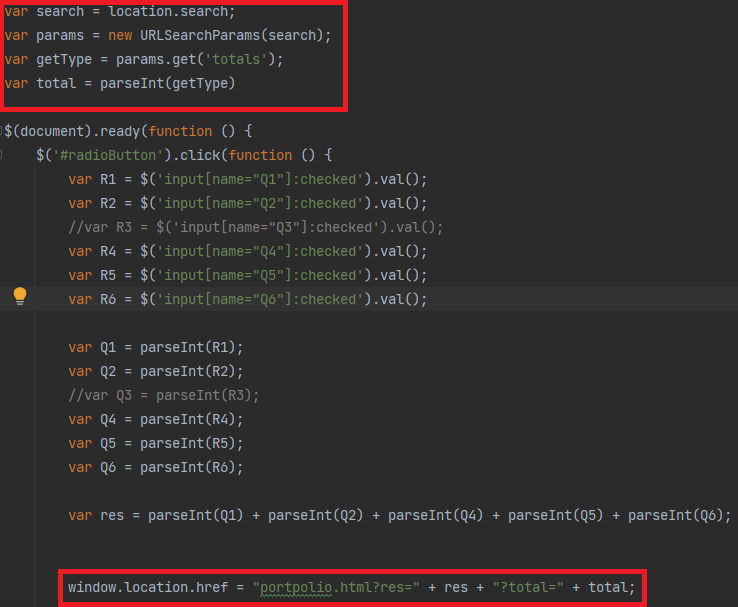 var search = location.search;
var params = new URLSearchParams(search);
var getType = params.get('totals');
var total = parseInt(getType)
$(document).ready(function () {
$('#radioButton').click(function () {
var R1 = $('input[name="Q1"]:checked').val();
var R2 = $('input[name="Q2"]:checked').val();
//var R3 = $('input[name="Q3"]:checked').val();
var R4 = $('input[name="Q4"]:checked').val();
var R5 = $('input[name="Q5"]:checked').val();
var R6 = $('input[name="Q6"]:checked').val();
var Q1 = parseInt(R1);
var Q2 = parseInt(R2);
//var Q3 = parseInt(R3);
var Q4 = parseInt(R4);
var Q5 = parseInt(R5);
var Q6 = parseInt(R6);
var res = parseInt(Q1) + parseInt(Q2) + parseInt(Q4) + parseInt(Q5) + parseInt(Q6);
window.location.href = "portpolio.html?res=" + res + "?total=" + total;